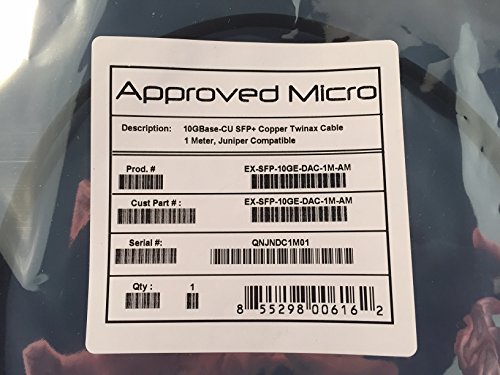 Approved Micro
Description: 10GBase-CU SFP+ Copper Twinax Cable
1 Meter, Juniper Compatible
Prod. # EX-SFP-10GE-DAC-1M-AM
Cust Part # : EX-SFP-10GE-DAC-1M-AM
Serial #: QNJNDC1M01
Qty : 1
8 55298 00616 2